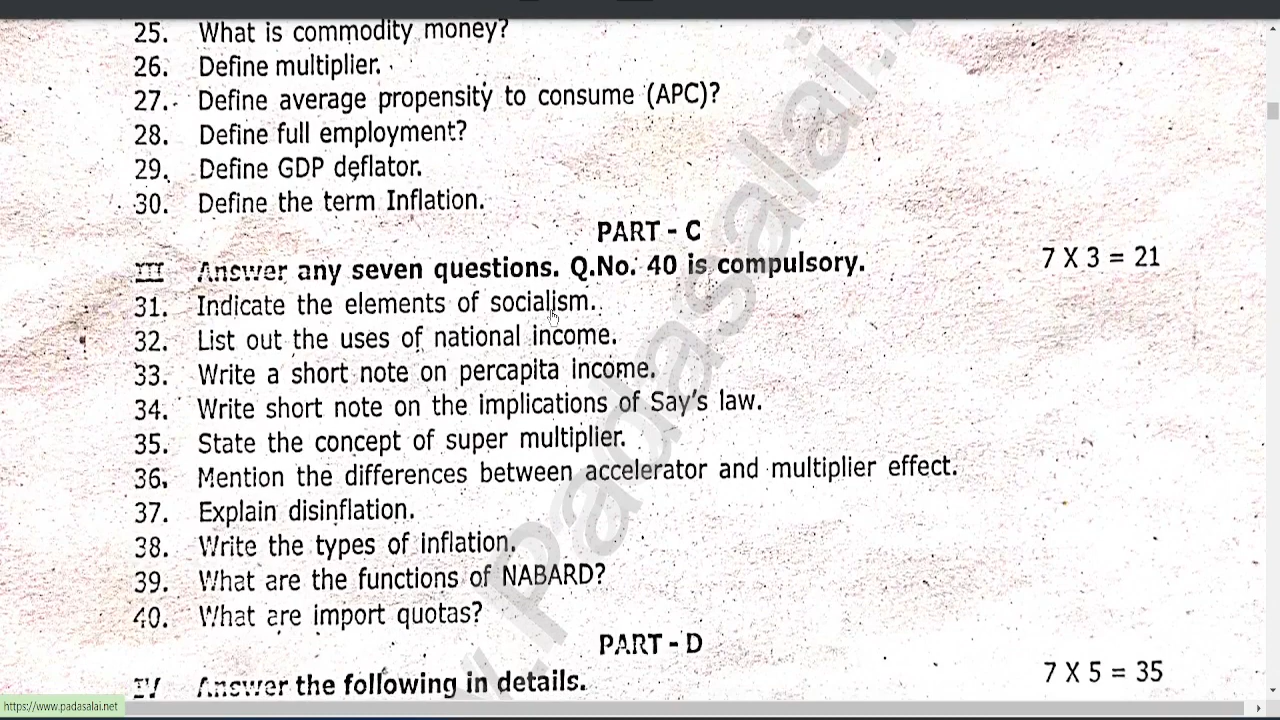 25. What is commodity money?
26. Define multiplier.
27. Define average propensity to consume (APC)?
28. Define full employment?
29. Define GDP deflator.
30. Define the term Inflation.
PART - C
III Answer any seven questions. Q.No. 40 is compulsory. 7 X 3 = 21
31. Indicate the elements of socialism.
32. List out the uses of national income.
33. Write a short note on percapita income.
34. Write short note on the implications of Say's law.
35. State the concept of super multiplier.
36. Mention the differences between accelerator and multiplier effect.
37. Explain disinflation.
38. Write the types of inflation.
39. What are the functions of NABARD?
40. What are import quotas?
PART - D
IV Answer the following in details. 7 X 5 = 35
https://www.padasalai.net